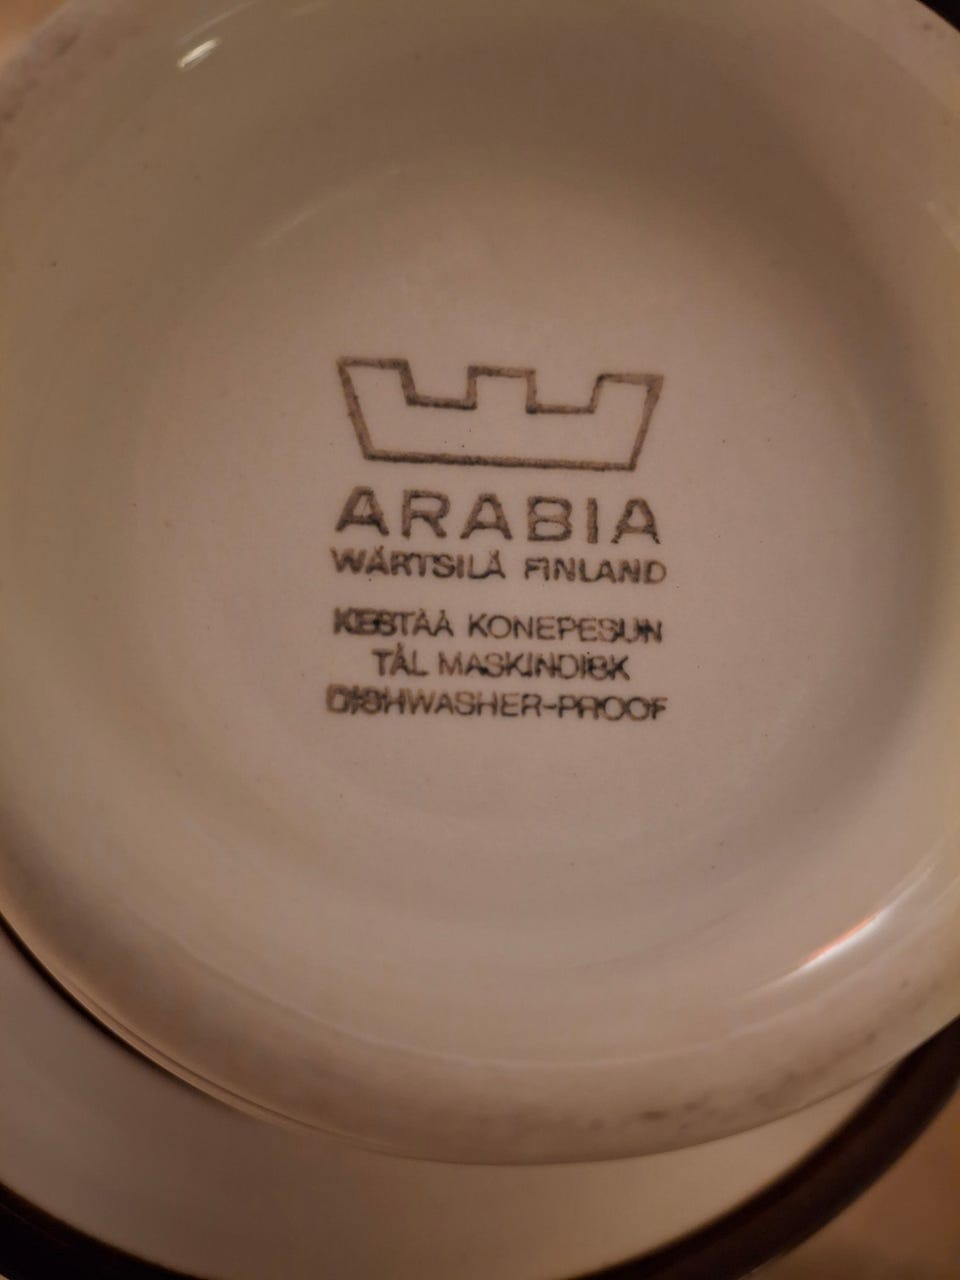 ARABIA
WÄRTSILÄ FINLAND
KESTÄÄ KONEPESUN
TÅL MASKINDISK
DISHWASHER-PROOF